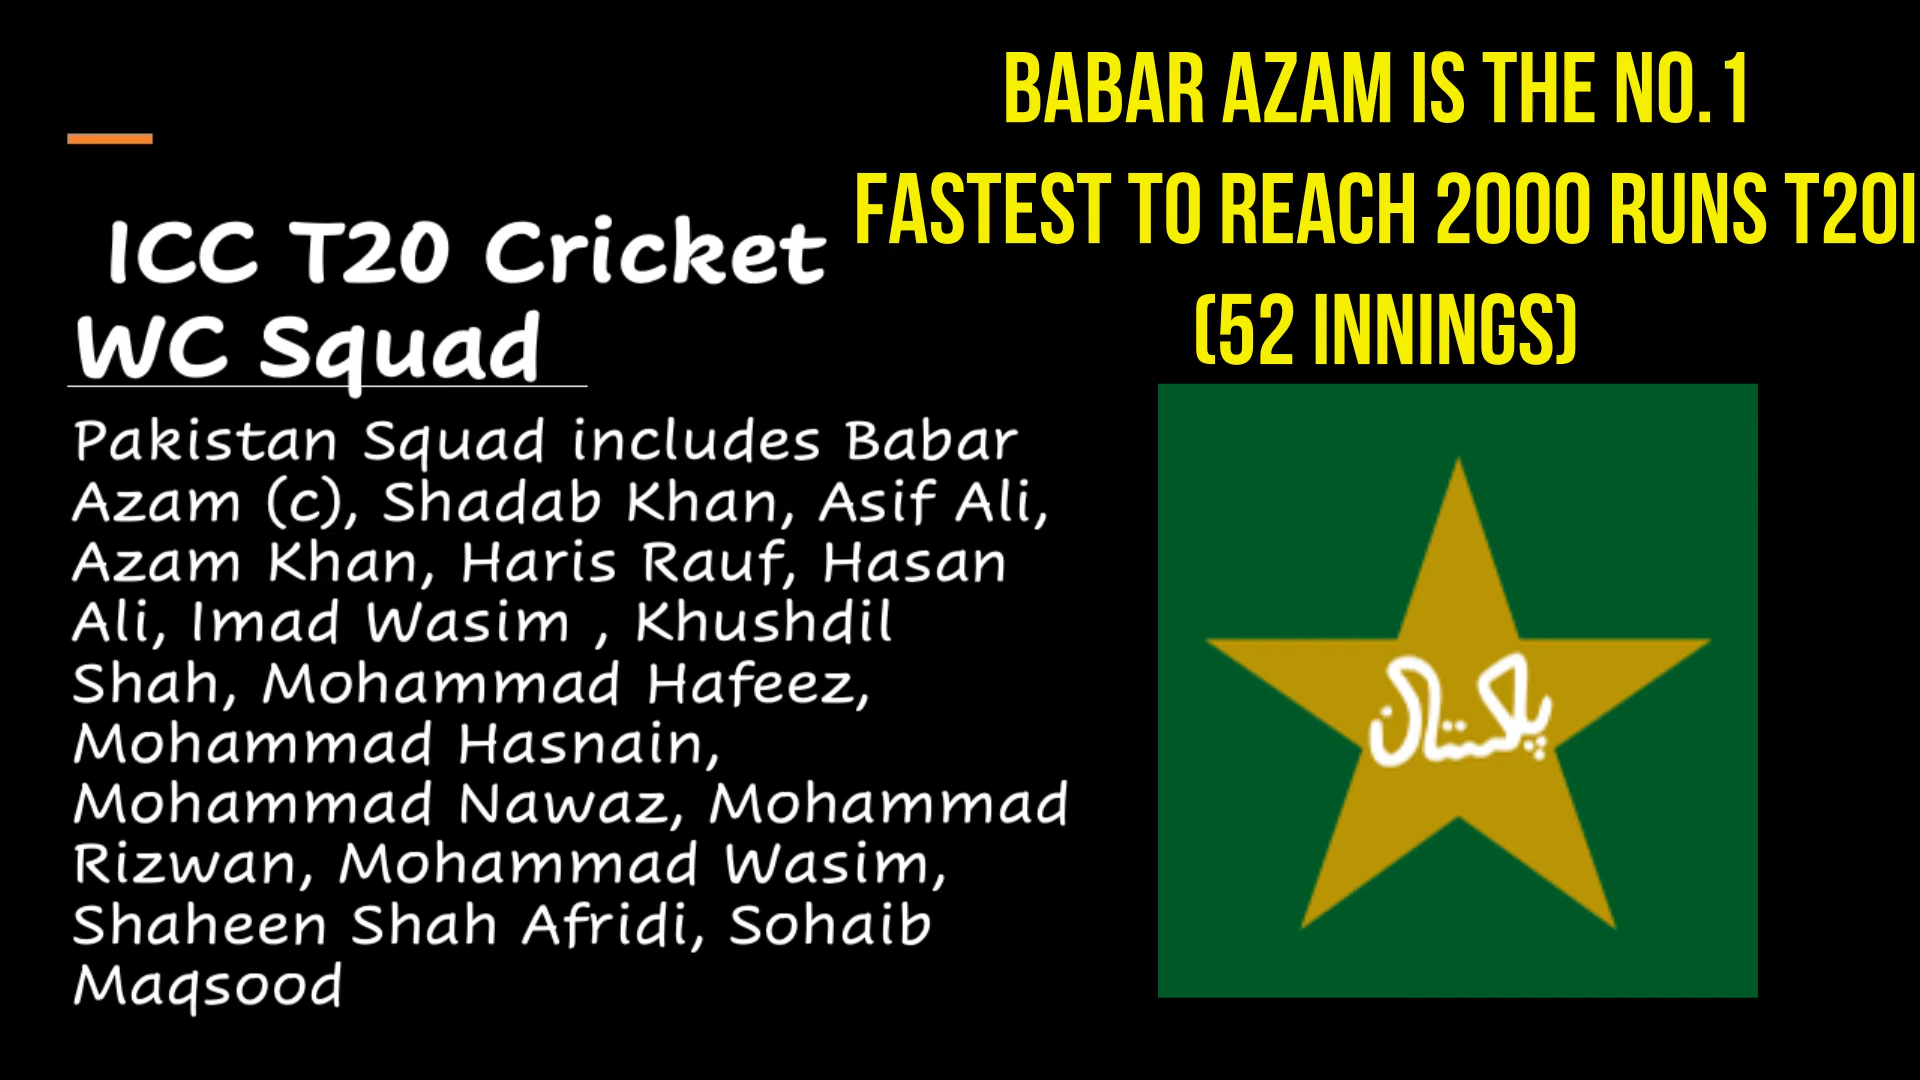 BABAR AZAM IS THE NO.1
FASTEST TO REACH 2000 RUNS T20I
(52 INNINGS)
ICC T20 Cricket
WC Squad
Pakistan Squad includes Babar
Azam (c), Shadab Khan, Asif Ali,
Azam Khan, Haris Rauf, Hasan
Ali, Imad Wasim , Khushdil
Shah, Mohammad Hafeez,
Mohammad Hasnain,
Mohammad Nawaz, Mohammad
Rizwan, Mohammad Wasim,
Shaheen Shah Afridi, Sohaib
Maqsood
پاکستان